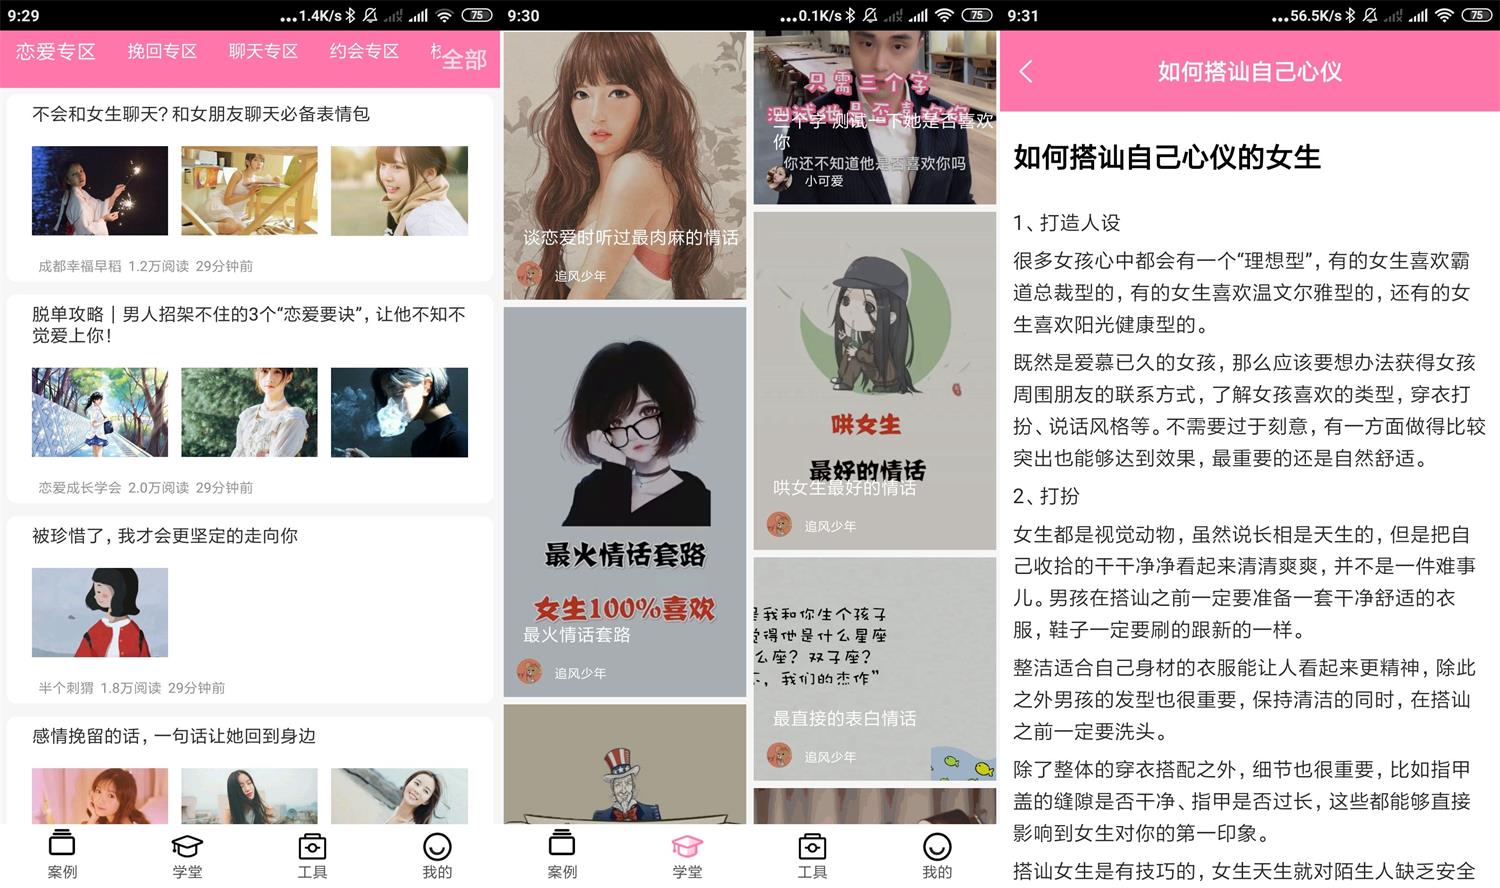 9:29
...1.4K/s
75
恋爱专区
挽回专区
聊天专区
约会专区
全部
不会和女生聊天? 和女朋友聊天必备表情包
成都幸福早稻 1.2万阅读 29分钟前
脱单攻略 | 男人招架不住的3个“恋爱要诀”, 让他不知不
觉爱上你!
恋爱成长学会 2.0万阅读 29分钟前
被珍惜了, 我才会更坚定的走向你
半个刺猬 1.8万阅读 29分钟前
感情挽留的话, 一句话让她回到身边
案例
学堂
工具
我的
9:30
...0.1K/s
75
谈恋爱时听过最肉麻的情话
追风少年
最火情话套路
女生100%喜欢
最火情话套路
追风少年
只需三个字
测试他是否喜欢你
三个字 测试一下她是否喜欢
你
你还不知道他是否喜欢你吗
小可爱
哄女生
最好的情话
哄女生最好的情话
追风少年
是我和你生个孩子
觉得他是什么星座
么座? 双子座?
不, 我们的杰作”
最直接的表白情话
追风少年
案例
学堂
工具
我的
9:31
...56.5K/s
75
如何搭讪自己心仪
如何搭讪自己心仪的女生
1、打造人设
很多女孩心中都会有一个“理想型”, 有的女生喜欢霸
道总裁型的, 有的女生喜欢温文尔雅型的, 还有的女
生喜欢阳光健康型的。
既然是爱慕已久的女孩, 那么应该要想办法获得女孩
周围朋友的联系方式, 了解女孩喜欢的类型, 穿衣打
扮、说话风格等。不需要过于刻意, 有一方面做得比较
突出也能够达到效果, 最重要的还是自然舒适。
2、打扮
女生都是视觉动物, 虽然说长相是天生的, 但是把自
己收拾的干干净净看起来清清爽爽, 并不是一件难事
儿。男孩在搭讪之前一定要准备一套干净舒适的衣
服, 鞋子一定要刷的跟新的一样。
整洁适合自己身材的衣服能让人看起来更精神, 除此
之外男孩的发型也很重要, 保持清洁的同时, 在搭讪
之前一定要洗头。
除了整体的穿衣搭配之外, 细节也很重要, 比如指甲
盖的缝隙是否干净、指甲是否过长, 这些都能够直接
影响到女生对你的第一印象。
搭讪女生是有技巧的, 女生天生就对陌生人缺乏安全